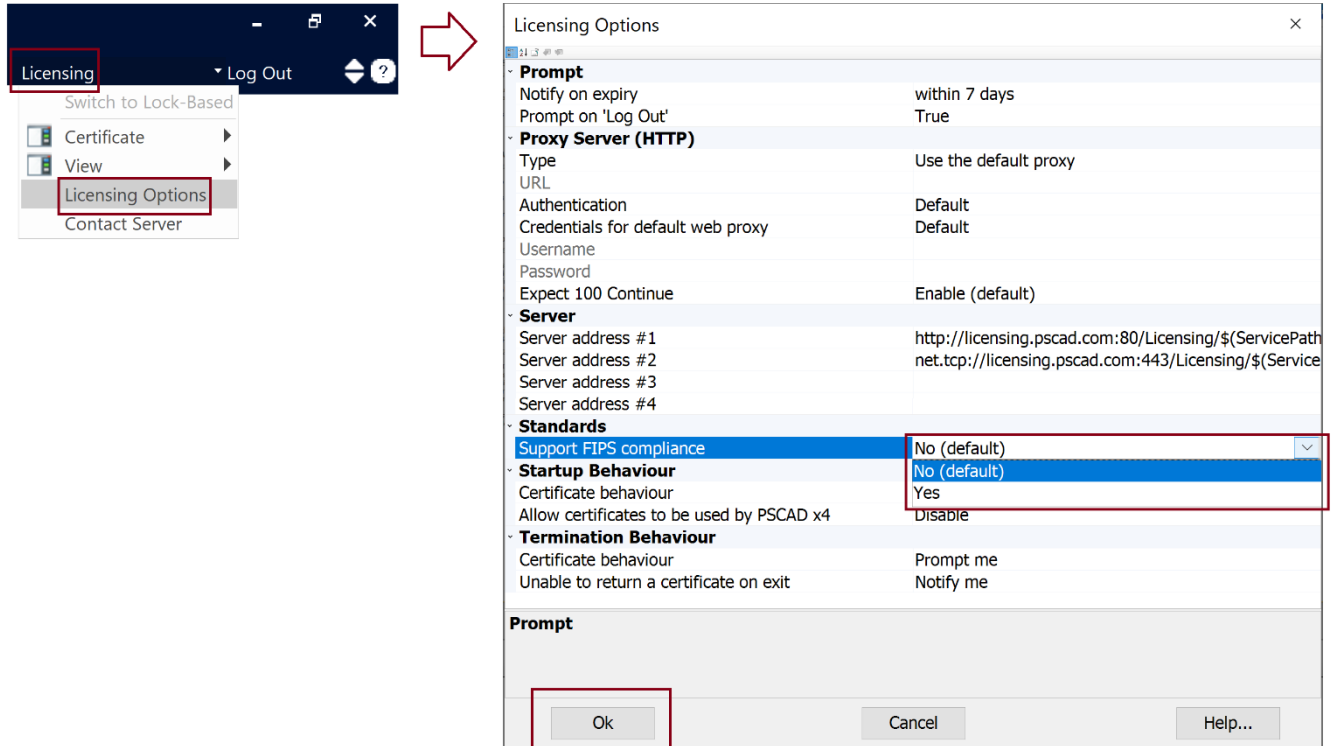 Licensing
Log Out
?
Switch to Lock-Based
Certificate
View
Licensing Options
Contact Server
Licensing Options
Prompt
Notify on expiry within 7 days
Prompt on 'Log Out' True
Proxy Server (HTTP)
Type Use the default proxy
URL
Authentication Default
Credentials for default web proxy Default
Username
Password
Expect 100 Continue Enable (default)
Server
Server address #1 http://licensing.pscad.com:80/Licensing/$(ServicePath
Server address #2 net.tcp://licensing.pscad.com:443/Licensing/$(Service
Server address #3
Server address #4
Standards
Support FIPS compliance No (default)
Startup Behaviour No (default)
Certificate behaviour Yes
Allow certificates to be used by PSCAD x4 Disable
Termination Behaviour
Certificate behaviour Prompt me
Unable to return a certificate on exit Notify me
Prompt
Ok Cancel Help...